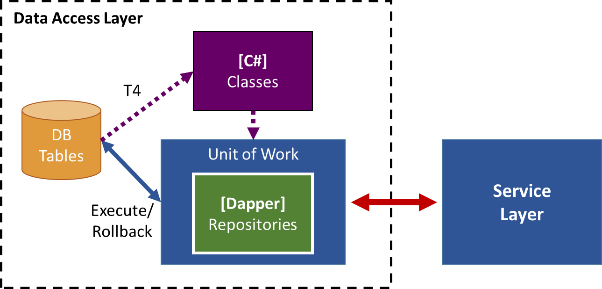 Data Access Layer
[C#]
Classes
T4
DB
Tables
Unit of Work
[Dapper]
Repositories
Execute/
Rollback
Service
Layer